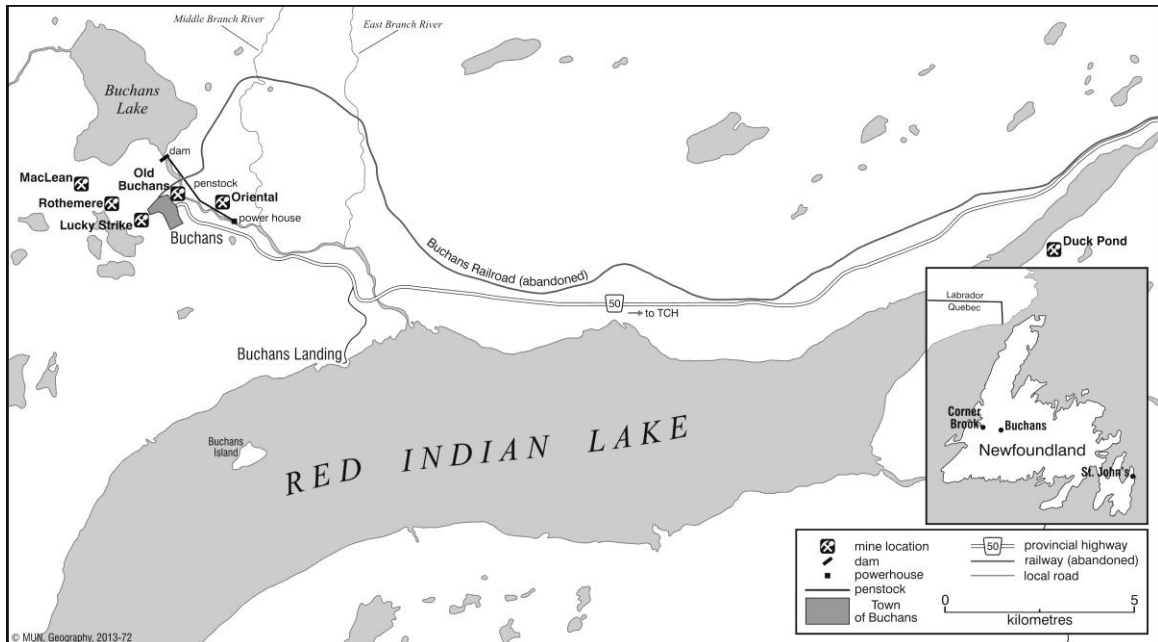 Middle Branch River
East Branch River
Buchans
Lake
dam
MacLean
Old
Buchans
penstock
Rothemere
Oriental
Lucky Strike
power house
Buchans
Duck Pond
Buchans Railroad (abandoned)
50
to TCH
Buchans Landing
Buchans
Island
RED INDIAN LAKE
Labrador
Quebec
Corner
Brook
Buchans
Newfoundland
St. John's
mine location
dam
powerhouse
penstock
Town
of Buchans
50 provincial highway
railway (abandoned)
local road
0 5
kilometres
© MUN, Geography, 2013-72